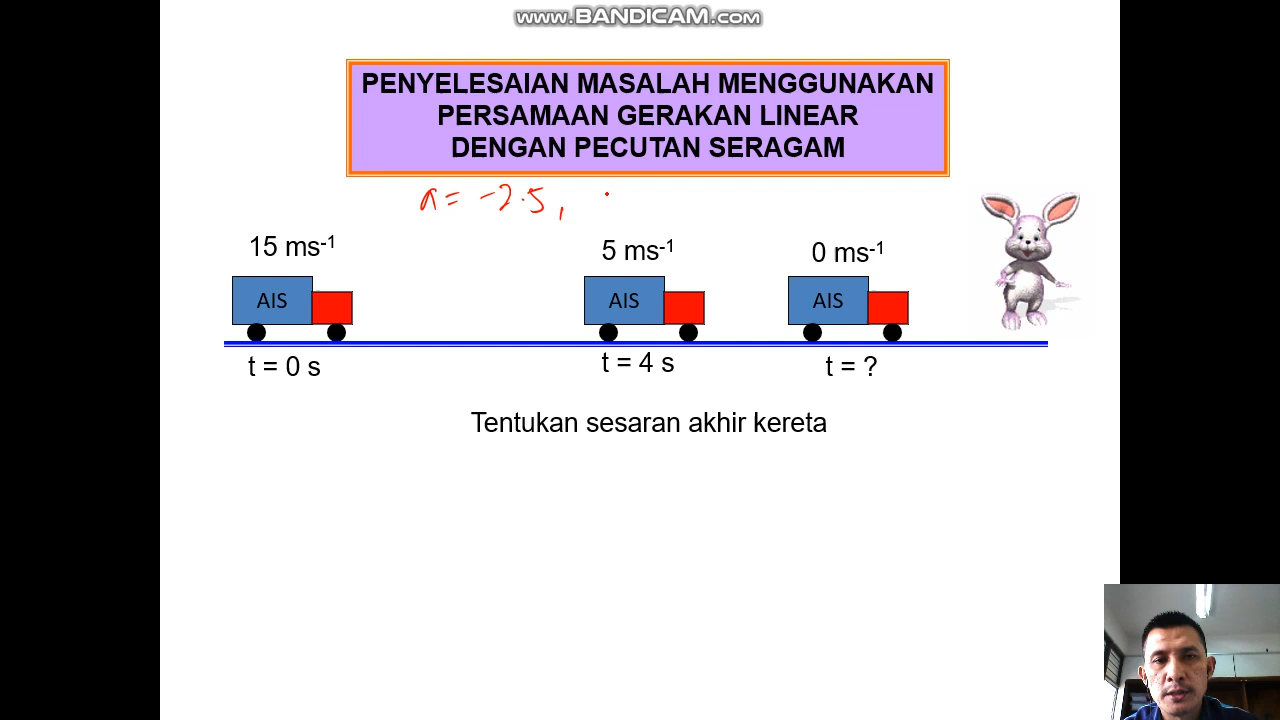 www.BANDICAM.com
PENYELESAIAN MASALAH MENGGUNAKAN
PERSAMAAN GERAKAN LINEAR
DENGAN PECUTAN SERAGAM
a = -2.5,
15 ms-1
5 ms-1
0 ms-1
AIS
AIS
AIS
t = 0 s
t = 4 s
t = ?
Tentukan sesaran akhir kereta